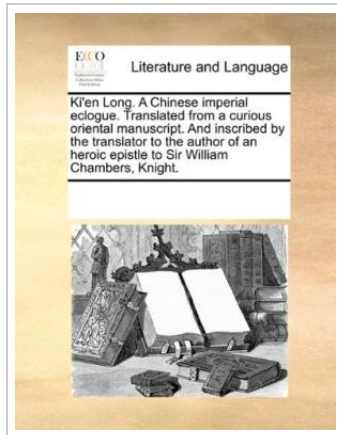 ECCO
Literature and Language
Ki'en Long. A Chinese imperial
eclogue. Translated from a curious
oriental manuscript. And inscribed by
the translator to the author of an
heroic epistle to Sir William
Chambers, Knight.